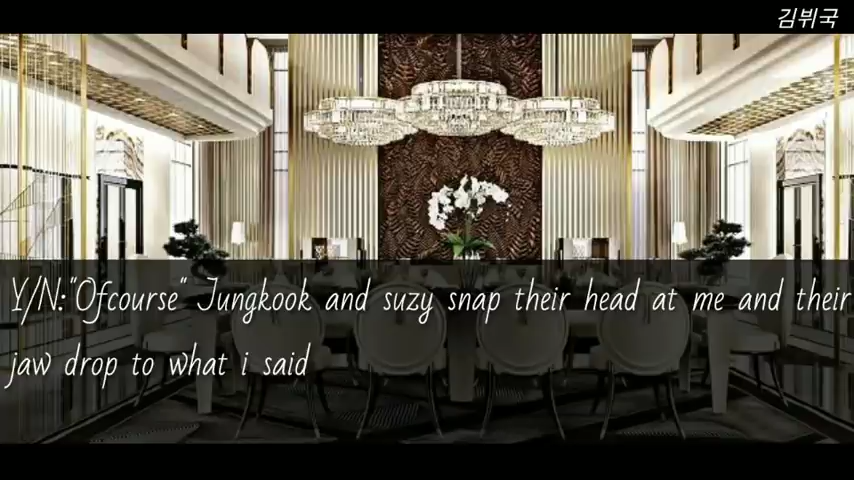 김뷔국
Y/N:"Ofcourse" Jungkook and suzy snap their head at me and their
jaw drop to what i said